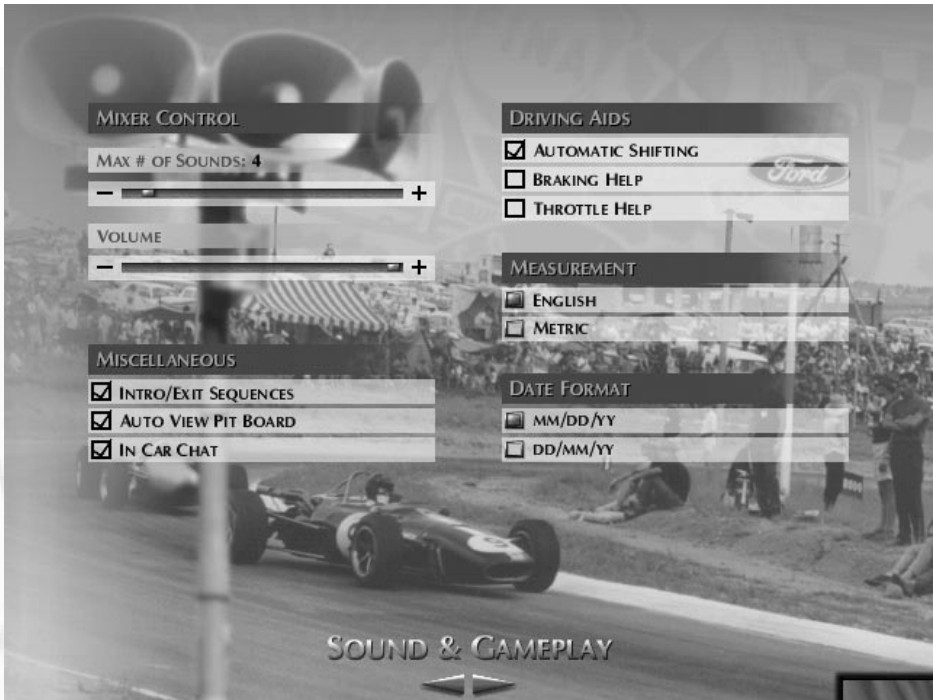 MIXER CONTROL
MAX # OF SOUNDS: 4
– +
VOLUME
– +
MISCELLANEOUS
INTRO/EXIT SEQUENCES
AUTO VIEW PIT BOARD
IN CAR CHAT
DRIVING AIDS
AUTOMATIC SHIFTING
BRAKING HELP
THROTTLE HELP
Ford
MEASUREMENT
ENGLISH
METRIC
DATE FORMAT
MM/DD/YY
DD/MM/YY
SOUND & GAMEPLAY